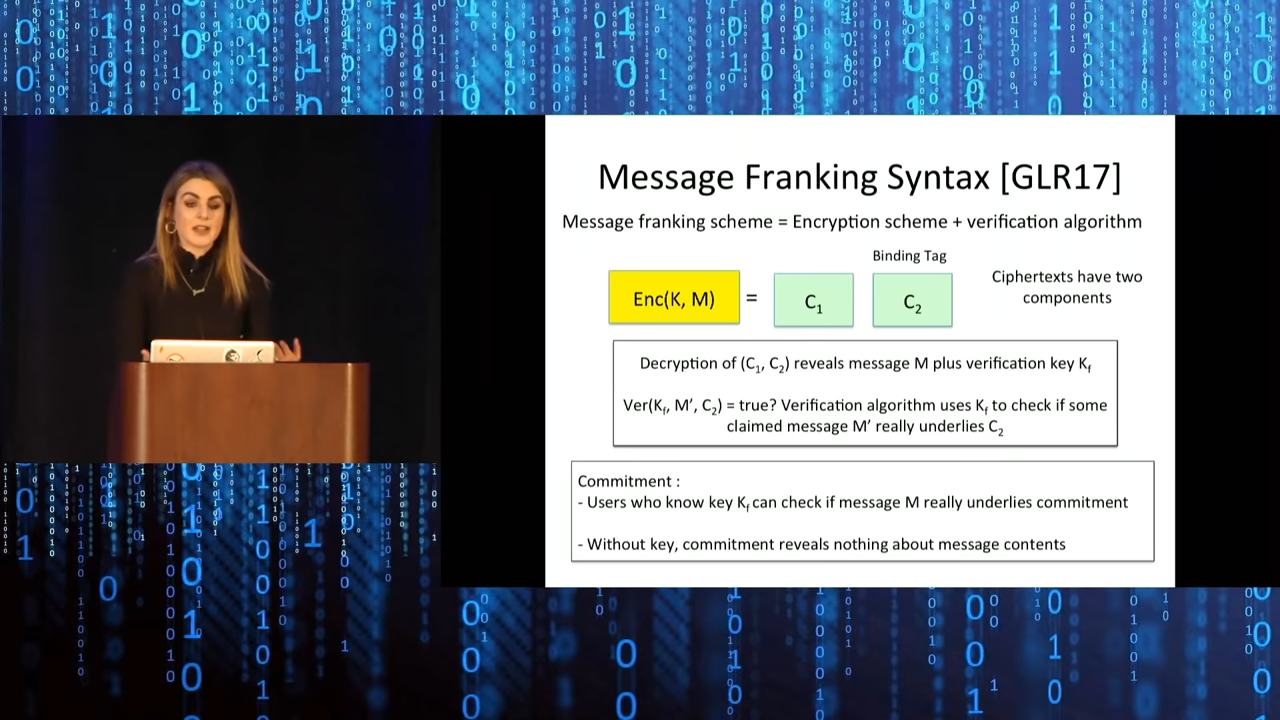 Message Franking Syntax [GLR17]
Message franking scheme = Encryption scheme + verification algorithm
Binding Tag
Enc(K, M) = C₁ C₂
Ciphertexts have two
components
Decryption of (C₁, C₂) reveals message M plus verification key Kf
Ver(Kf, M′, C₂) = true? Verification algorithm uses Kf to check if some
claimed message M′ really underlies C₂
Commitment :
- Users who know key Kf can check if message M really underlies commitment
- Without key, commitment reveals nothing about message contents